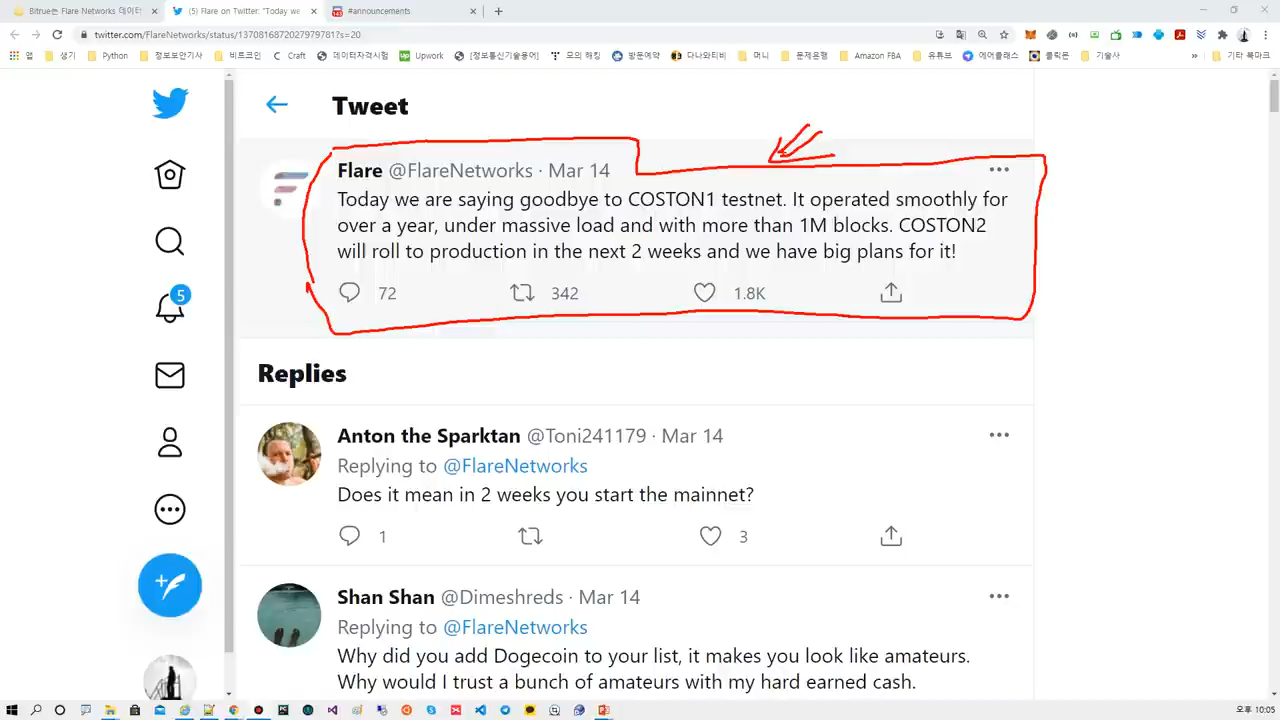 Bitrue는 Flare Networks 데이터
(5) Flare on Twitter: "Today we
#announcements
twitter.com/FlareNetworks/status/1370816872027979781?s=20
앱
생기
Python
정보보안기사
비트코인
Craft
데이터자격시험
Upwork
[정보통신기술용어]
모의 해킹
방문예약
다나와티비
머니
문제은행
Amazon FBA
유튜브
에어클래스
클릭몬
기술사
»
기타 북마크
Tweet
Flare @FlareNetworks · Mar 14
Today we are saying goodbye to COSTON1 testnet. It operated smoothly for
over a year, under massive load and with more than 1M blocks. COSTON2
will roll to production in the next 2 weeks and we have big plans for it!
72 342 1.8K
5
Replies
Anton the Sparktan @Toni241179 · Mar 14
Replying to @FlareNetworks
Does it mean in 2 weeks you start the mainnet?
1 3
Shan Shan @Dimeshreds · Mar 14
Replying to @FlareNetworks
Why did you add Dogecoin to your list, it makes you look like amateurs.
Why would I trust a bunch of amateurs with my hard earned cash.
오후 10:05